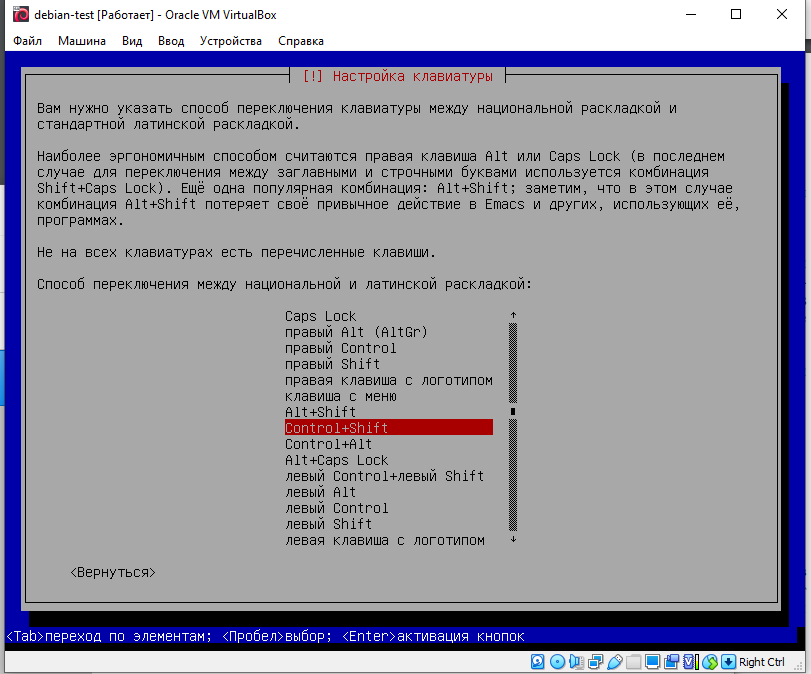 debian-test [Работает] - Oracle VM VirtualBox
Файл Машина Вид Ввод Устройства Справка
[!] Настройка клавиатуры
Вам нужно указать способ переключения клавиатуры между национальной раскладкой и
стандартной латинской раскладкой.
Наиболее эргономичным способом считаются правая клавиша Alt или Caps Lock (в последнем
случае для переключения между заглавными и строчными буквами используется комбинация
Shift+Caps Lock). Ещё одна популярная комбинация: Alt+Shift; заметим, что в этом случае
комбинация Alt+Shift потеряет своё привычное действие в Emacs и других, использующих её,
программах.
Не на всех клавиатурах есть перечисленные клавиши.
Способ переключения между национальной и латинской раскладкой:
Caps Lock
правый Alt (AltGr)
правый Control
правый Shift
правая клавиша с логотипом
клавиша с меню
Alt+Shift
Control+Shift
Control+Alt
Alt+Caps Lock
левый Control+левый Shift
левый Alt
левый Control
левый Shift
левая клавиша с логотипом
<Вернуться>
<Tab>переход по элементам; <Пробел>выбор; <Enter>активация кнопок
Right Ctrl